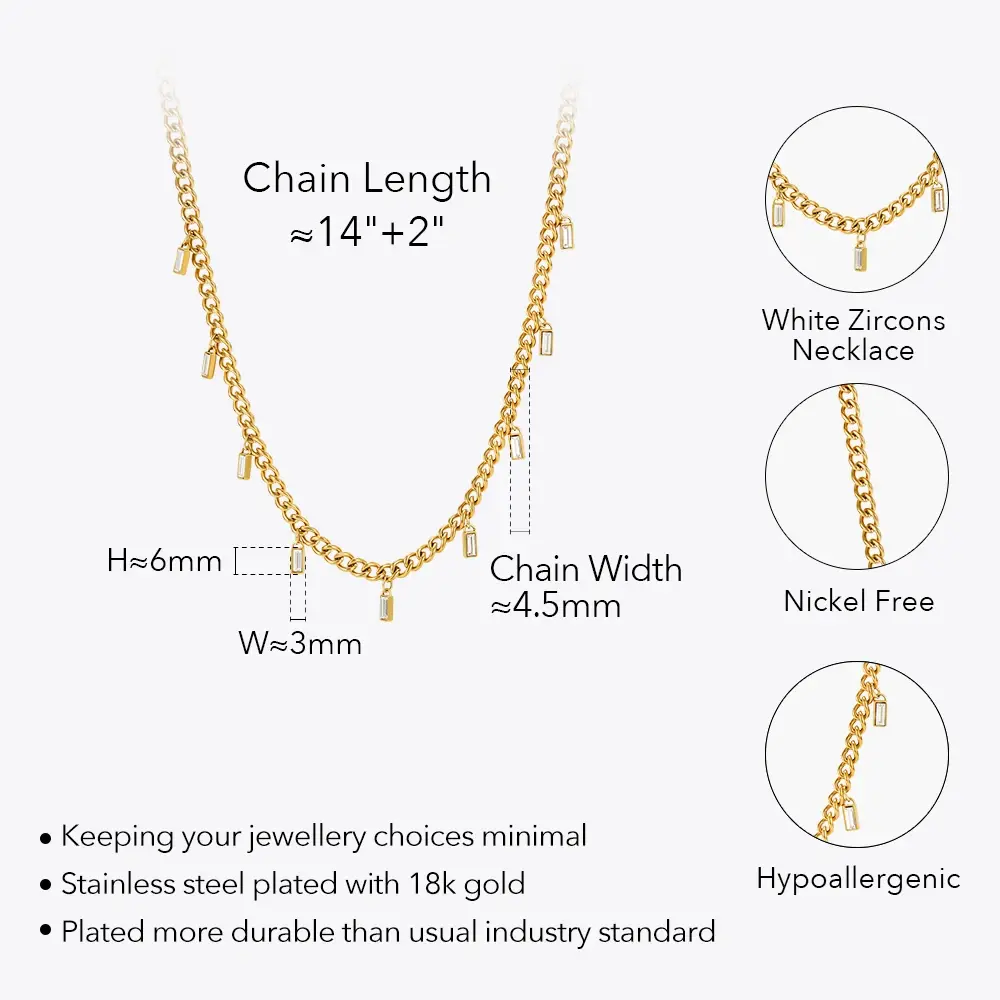 Chain Length
≈14"+2"
White Zircons
Necklace
H≈6mm
W≈3mm
Chain Width
≈4.5mm
Nickel Free
Hypoallergenic
• Keeping your jewellery choices minimal
• Stainless steel plated with 18k gold
• Plated more durable than usual industry standard